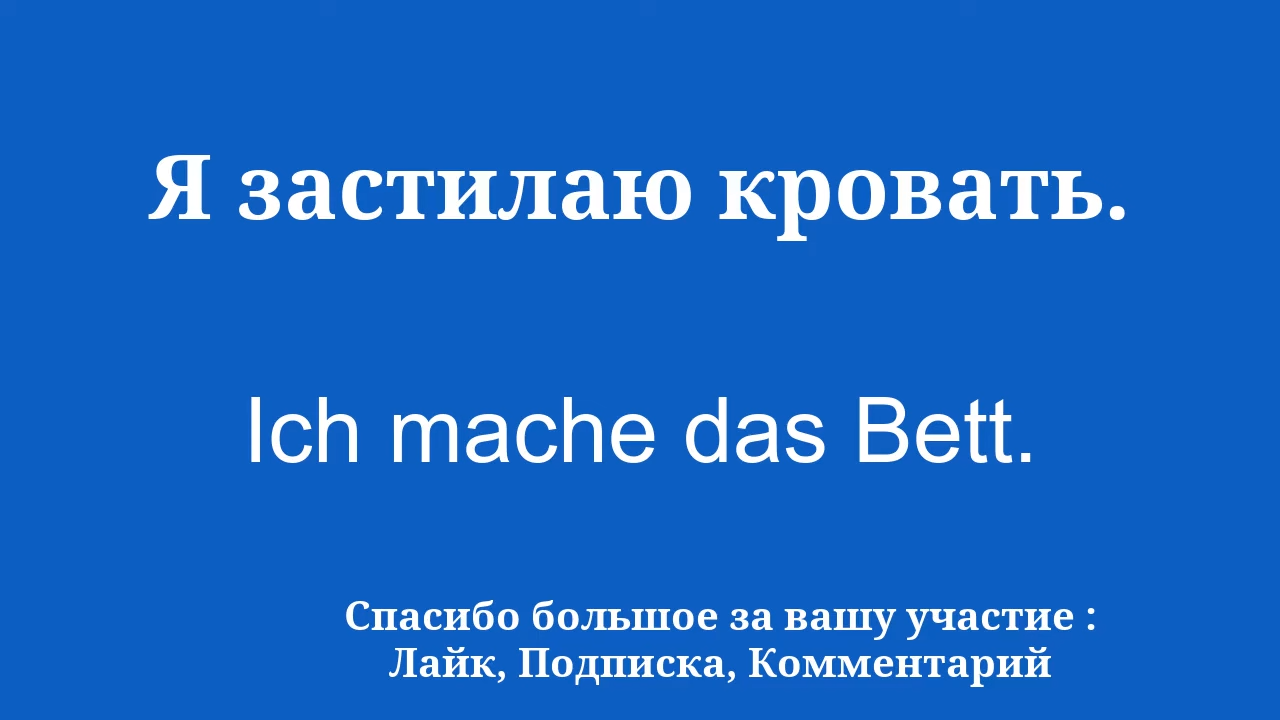 Я застилаю кровать.
Ich mache das Bett.
Спасибо большое за вашу участие :
Лайк, Подписка, Комментарий